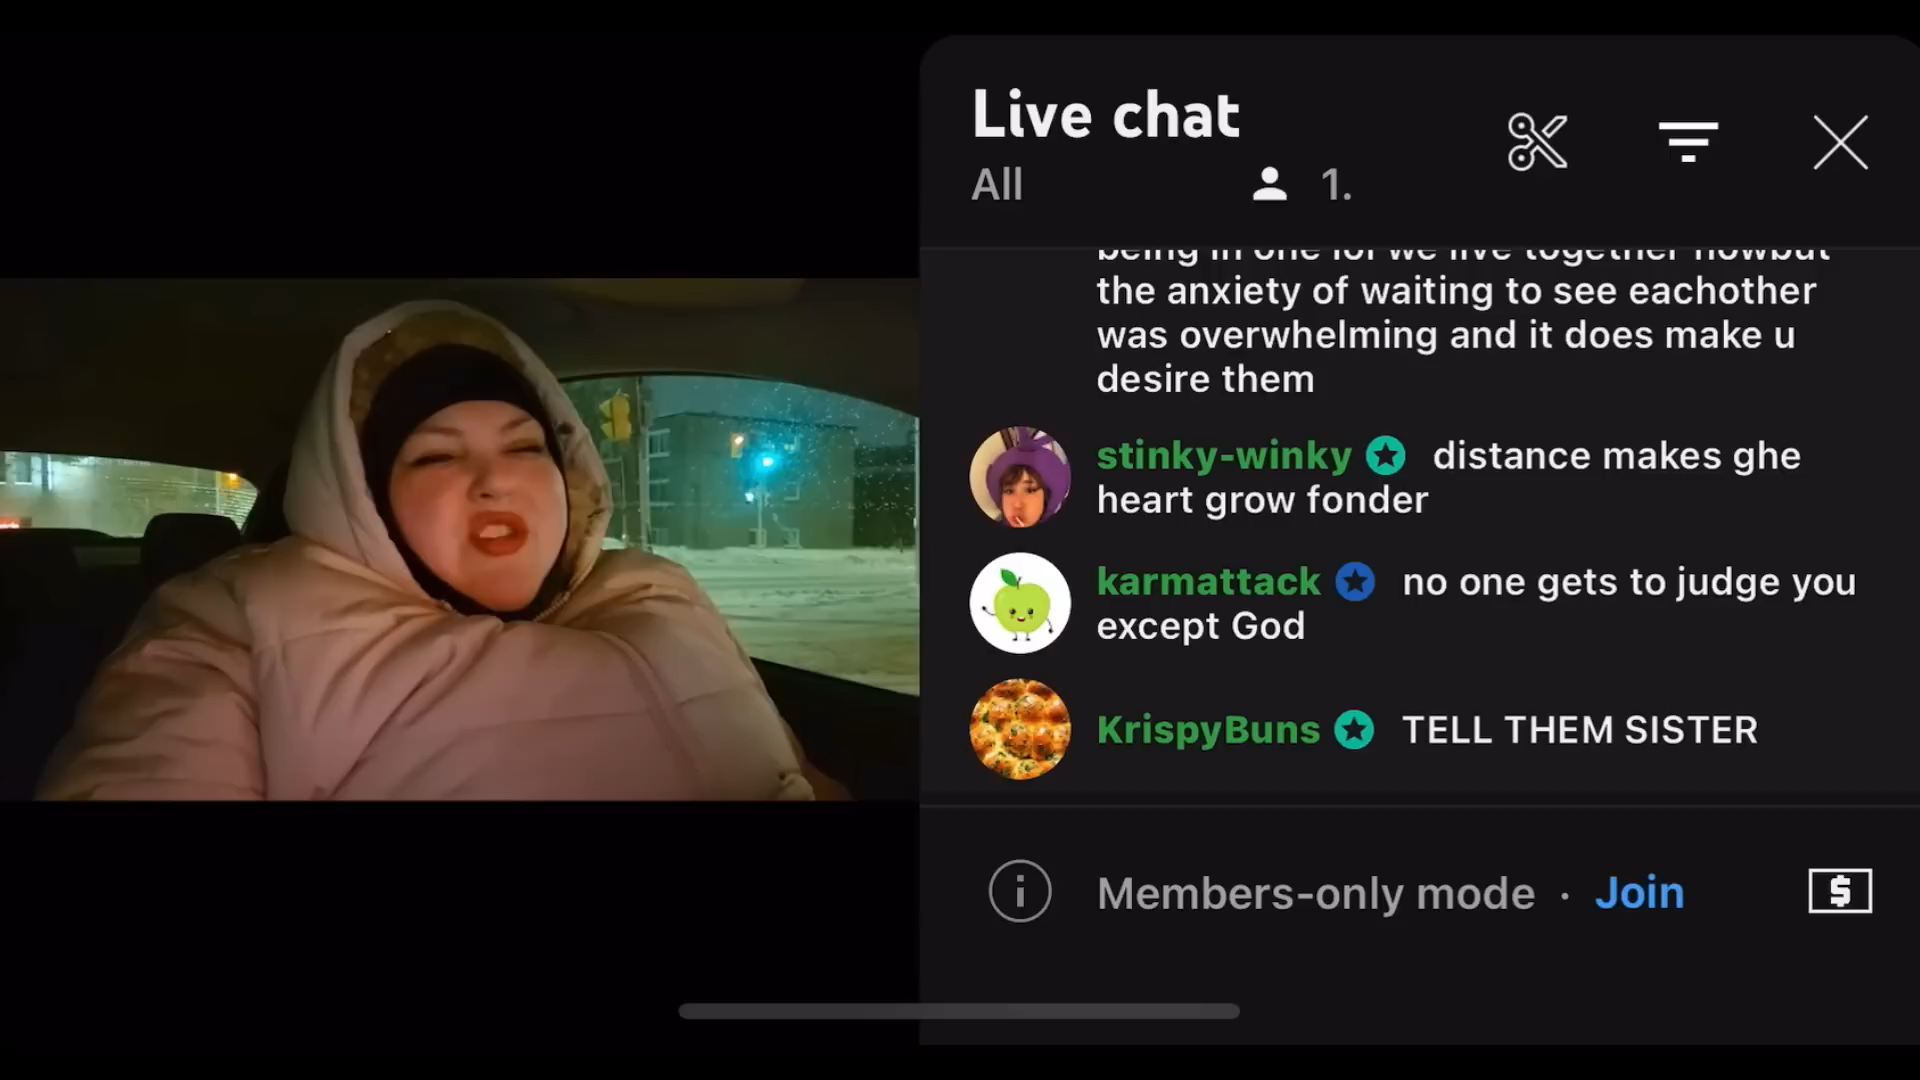 Live chat
All 1.
being in one lol we live together nowbut
the anxiety of waiting to see eachother
was overwhelming and it does make u
desire them
stinky-winky distance makes ghe
heart grow fonder
karmattack no one gets to judge you
except God
KrispyBuns TELL THEM SISTER
Members-only mode · Join